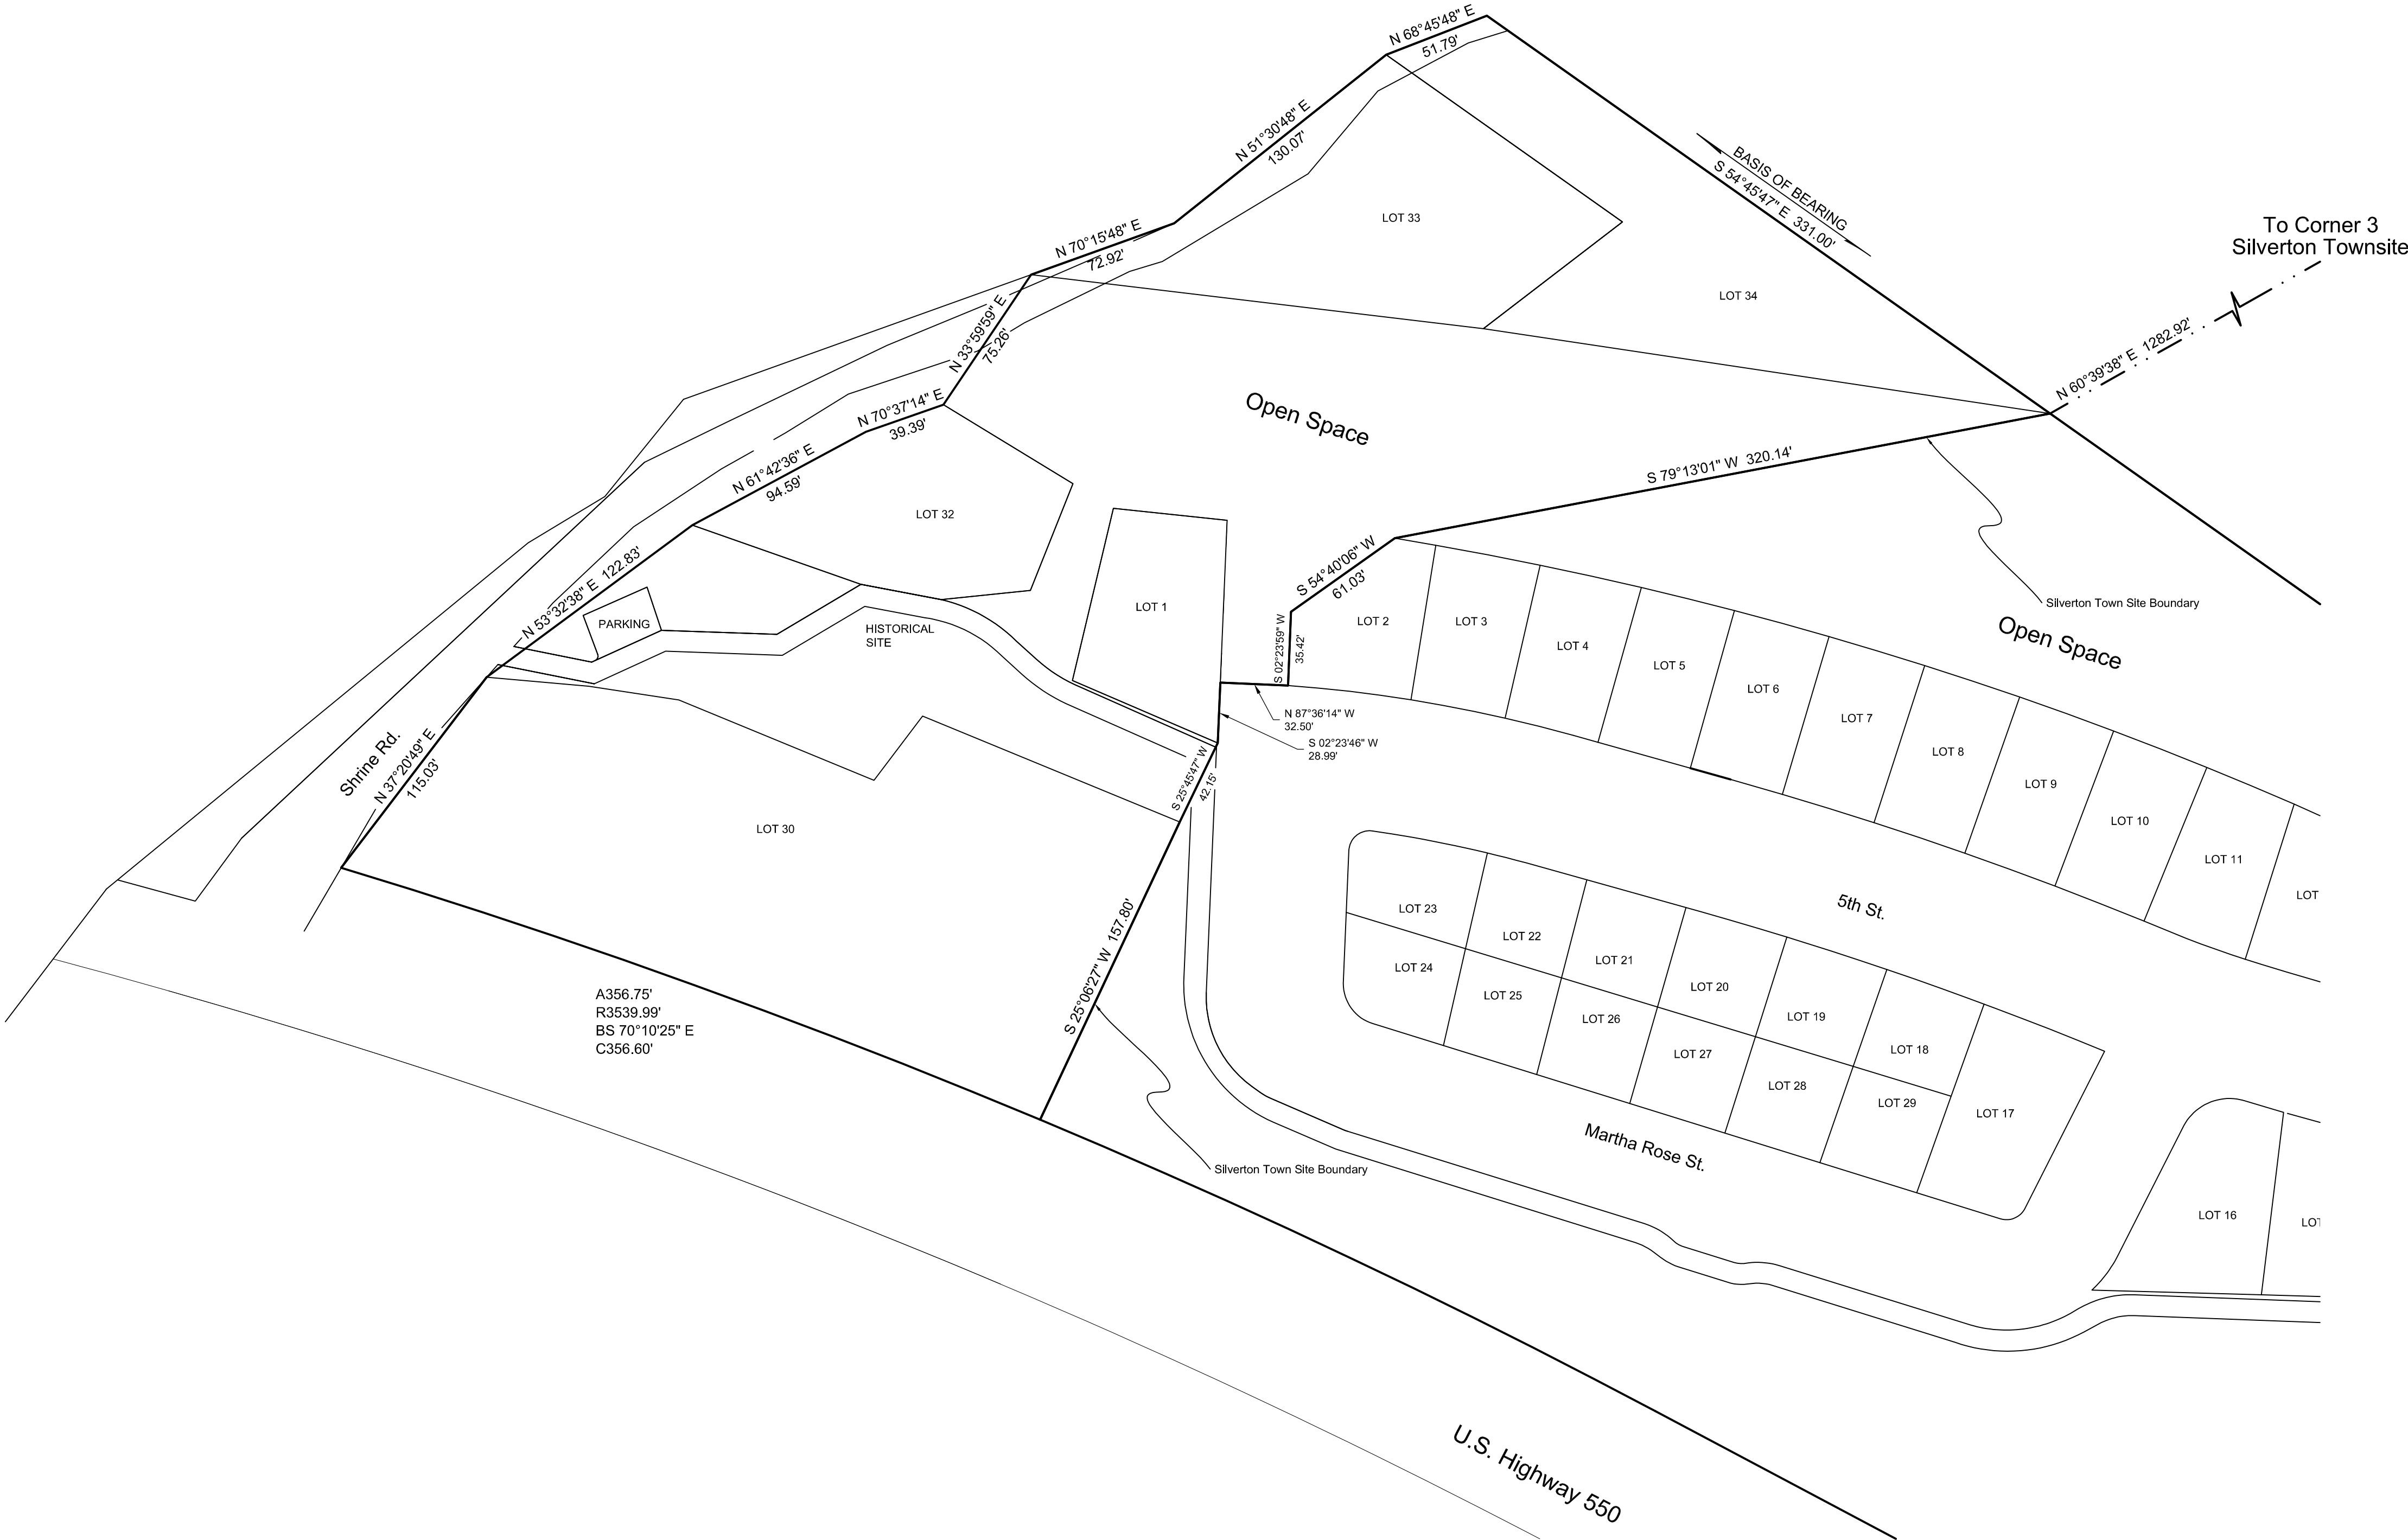 N 68°45'48" E
51.79'
N 51°30'48" E
130.07'
BASIS OF BEARING
S 54°45'47" E 331.00'
To Corner 3
Silverton Townsite
N 60°39'38" E 1282.92'
LOT 33
LOT 34
N 70°15'48" E
72.92'
N 33°59'59" E
75.26'
N 70°37'14" E
39.39'
N 61°42'36" E
94.59'
N 53°32'38" E 122.83'
Open Space
S 79°13'01" W 320.14'
Silverton Town Site Boundary
Open Space
LOT 32
LOT 1
S 54°40'06" W
61.03'
S 02°23'59" W
35.42'
N 87°36'14" W
32.50'
S 02°23'46" W
28.99'
PARKING
HISTORICAL
SITE
LOT 2
LOT 3
LOT 4
LOT 5
LOT 6
LOT 7
LOT 8
LOT 9
LOT 10
LOT 11
LOT
Shrine Rd.
N 37°20'49" E
115.03'
S 25°45'47" W
42.15'
LOT 30
S 25°06'27" W 157.80'
A356.75'
R3539.99'
BS 70°10'25" E
C356.60'
Silverton Town Site Boundary
5th St.
LOT 23
LOT 22
LOT 21
LOT 20
LOT 19
LOT 18
LOT 24
LOT 25
LOT 26
LOT 27
LOT 28
LOT 29
LOT 17
Martha Rose St.
LOT 16
LOT
U.S. Highway 550